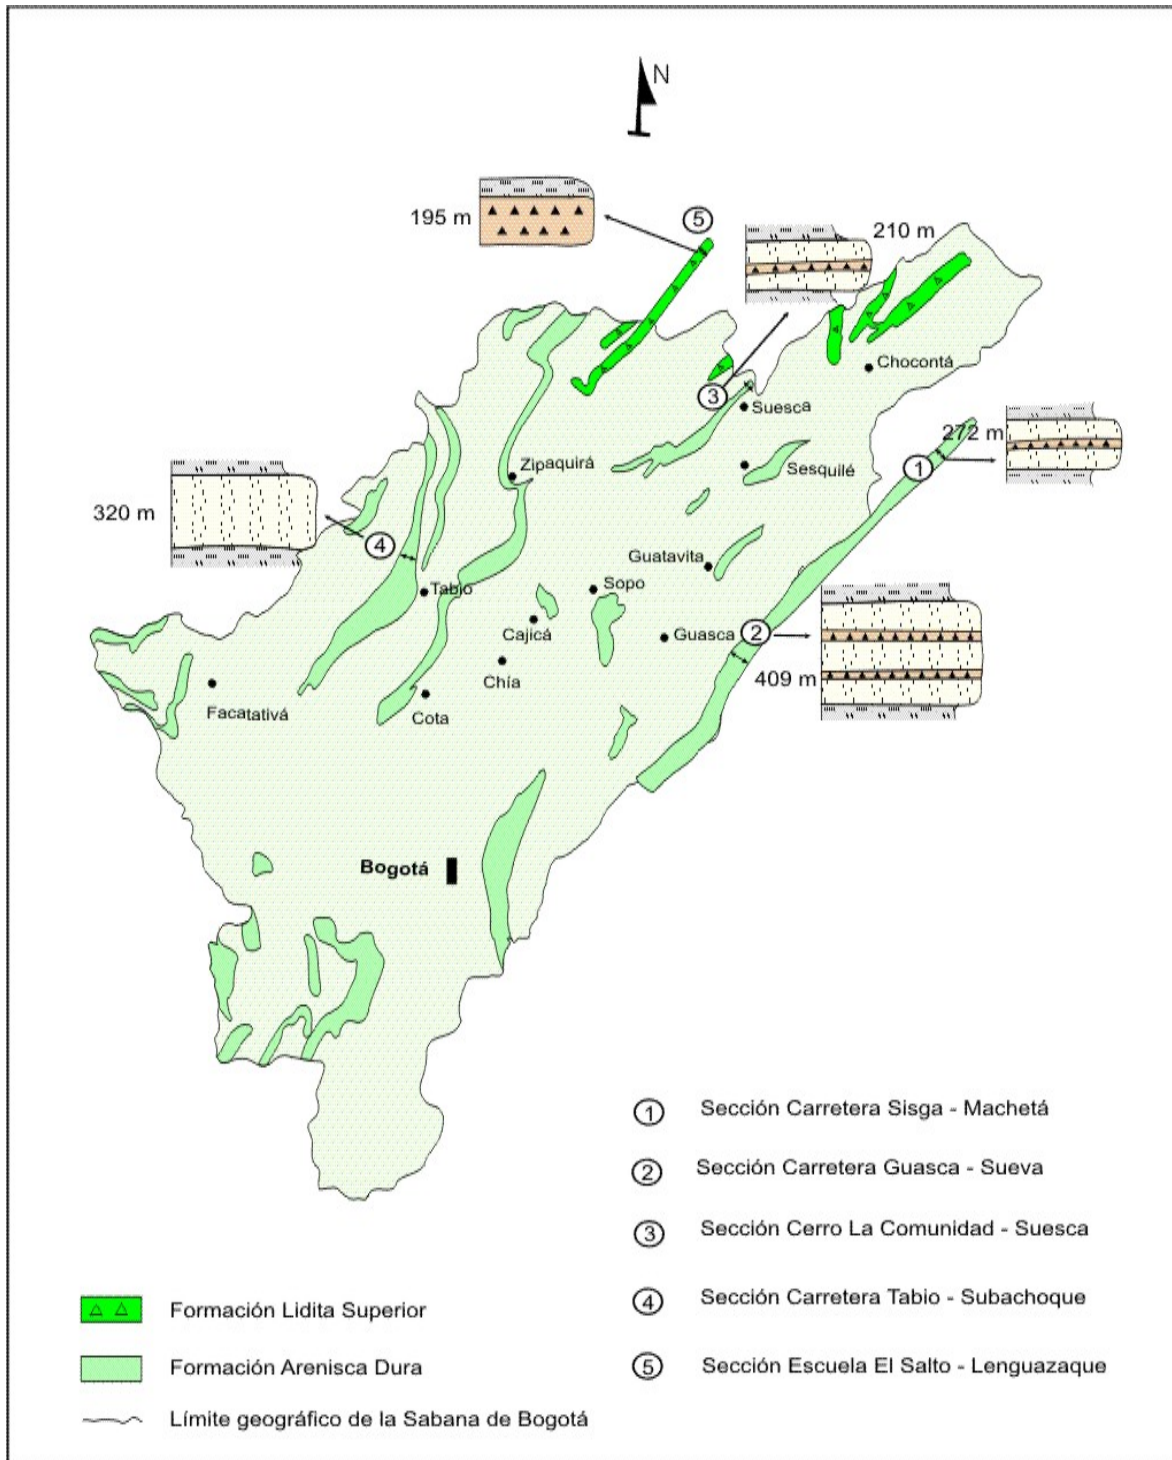 N
195 m
5
210 m
Chocontá
3
Suesca
272 m
Zipaquirá
Sesquilé
1
320 m
4
Guatavita
Tabio
Sopo
Cajicá
2
Guasca
Chía
409 m
Facatativá
Cota
Bogotá
1 Sección Carretera Sisga - Machetá
2 Sección Carretera Guasca - Sueva
3 Sección Cerro La Comunidad - Suesca
4 Sección Carretera Tabio - Subachoque
5 Sección Escuela El Salto - Lenguazaque
Formación Lidita Superior
Formación Arenisca Dura
Límite geográfico de la Sabana de Bogotá